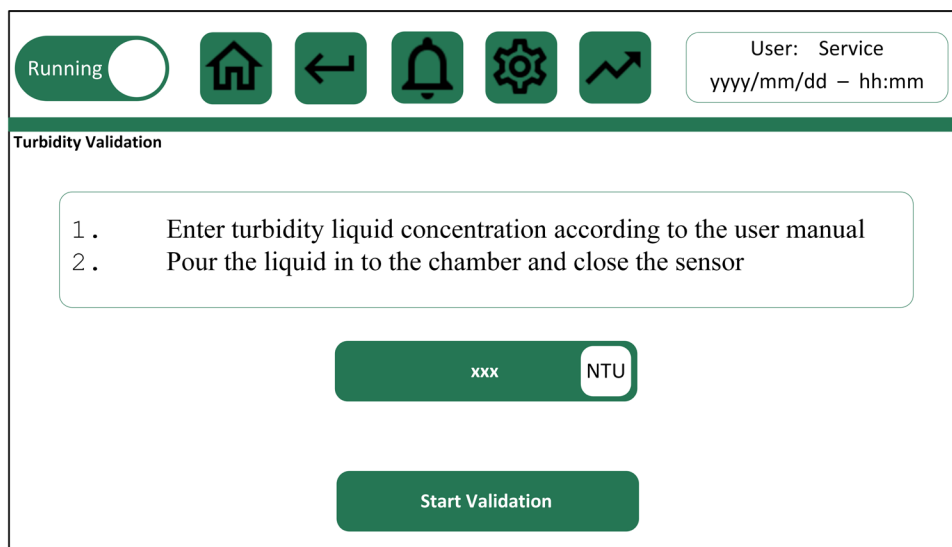 Running
User: Service
yyyy/mm/dd – hh:mm
Turbidity Validation
1. Enter turbidity liquid concentration according to the user manual
2. Pour the liquid in to the chamber and close the sensor
xxx NTU
Start Validation